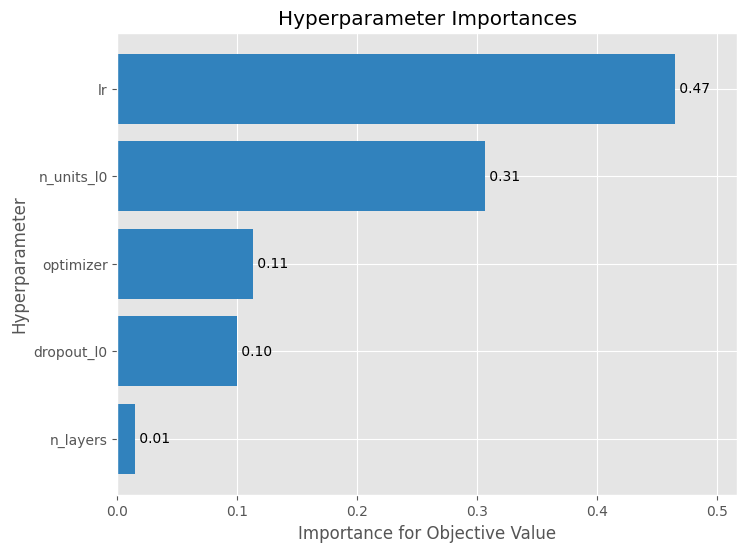 Hyperparameter Importances
Hyperparameter
lr
0.47
n_units_l0
0.31
optimizer
0.11
dropout_l0
0.10
n_layers
0.01
0.0 0.1 0.2 0.3 0.4 0.5
Importance for Objective Value